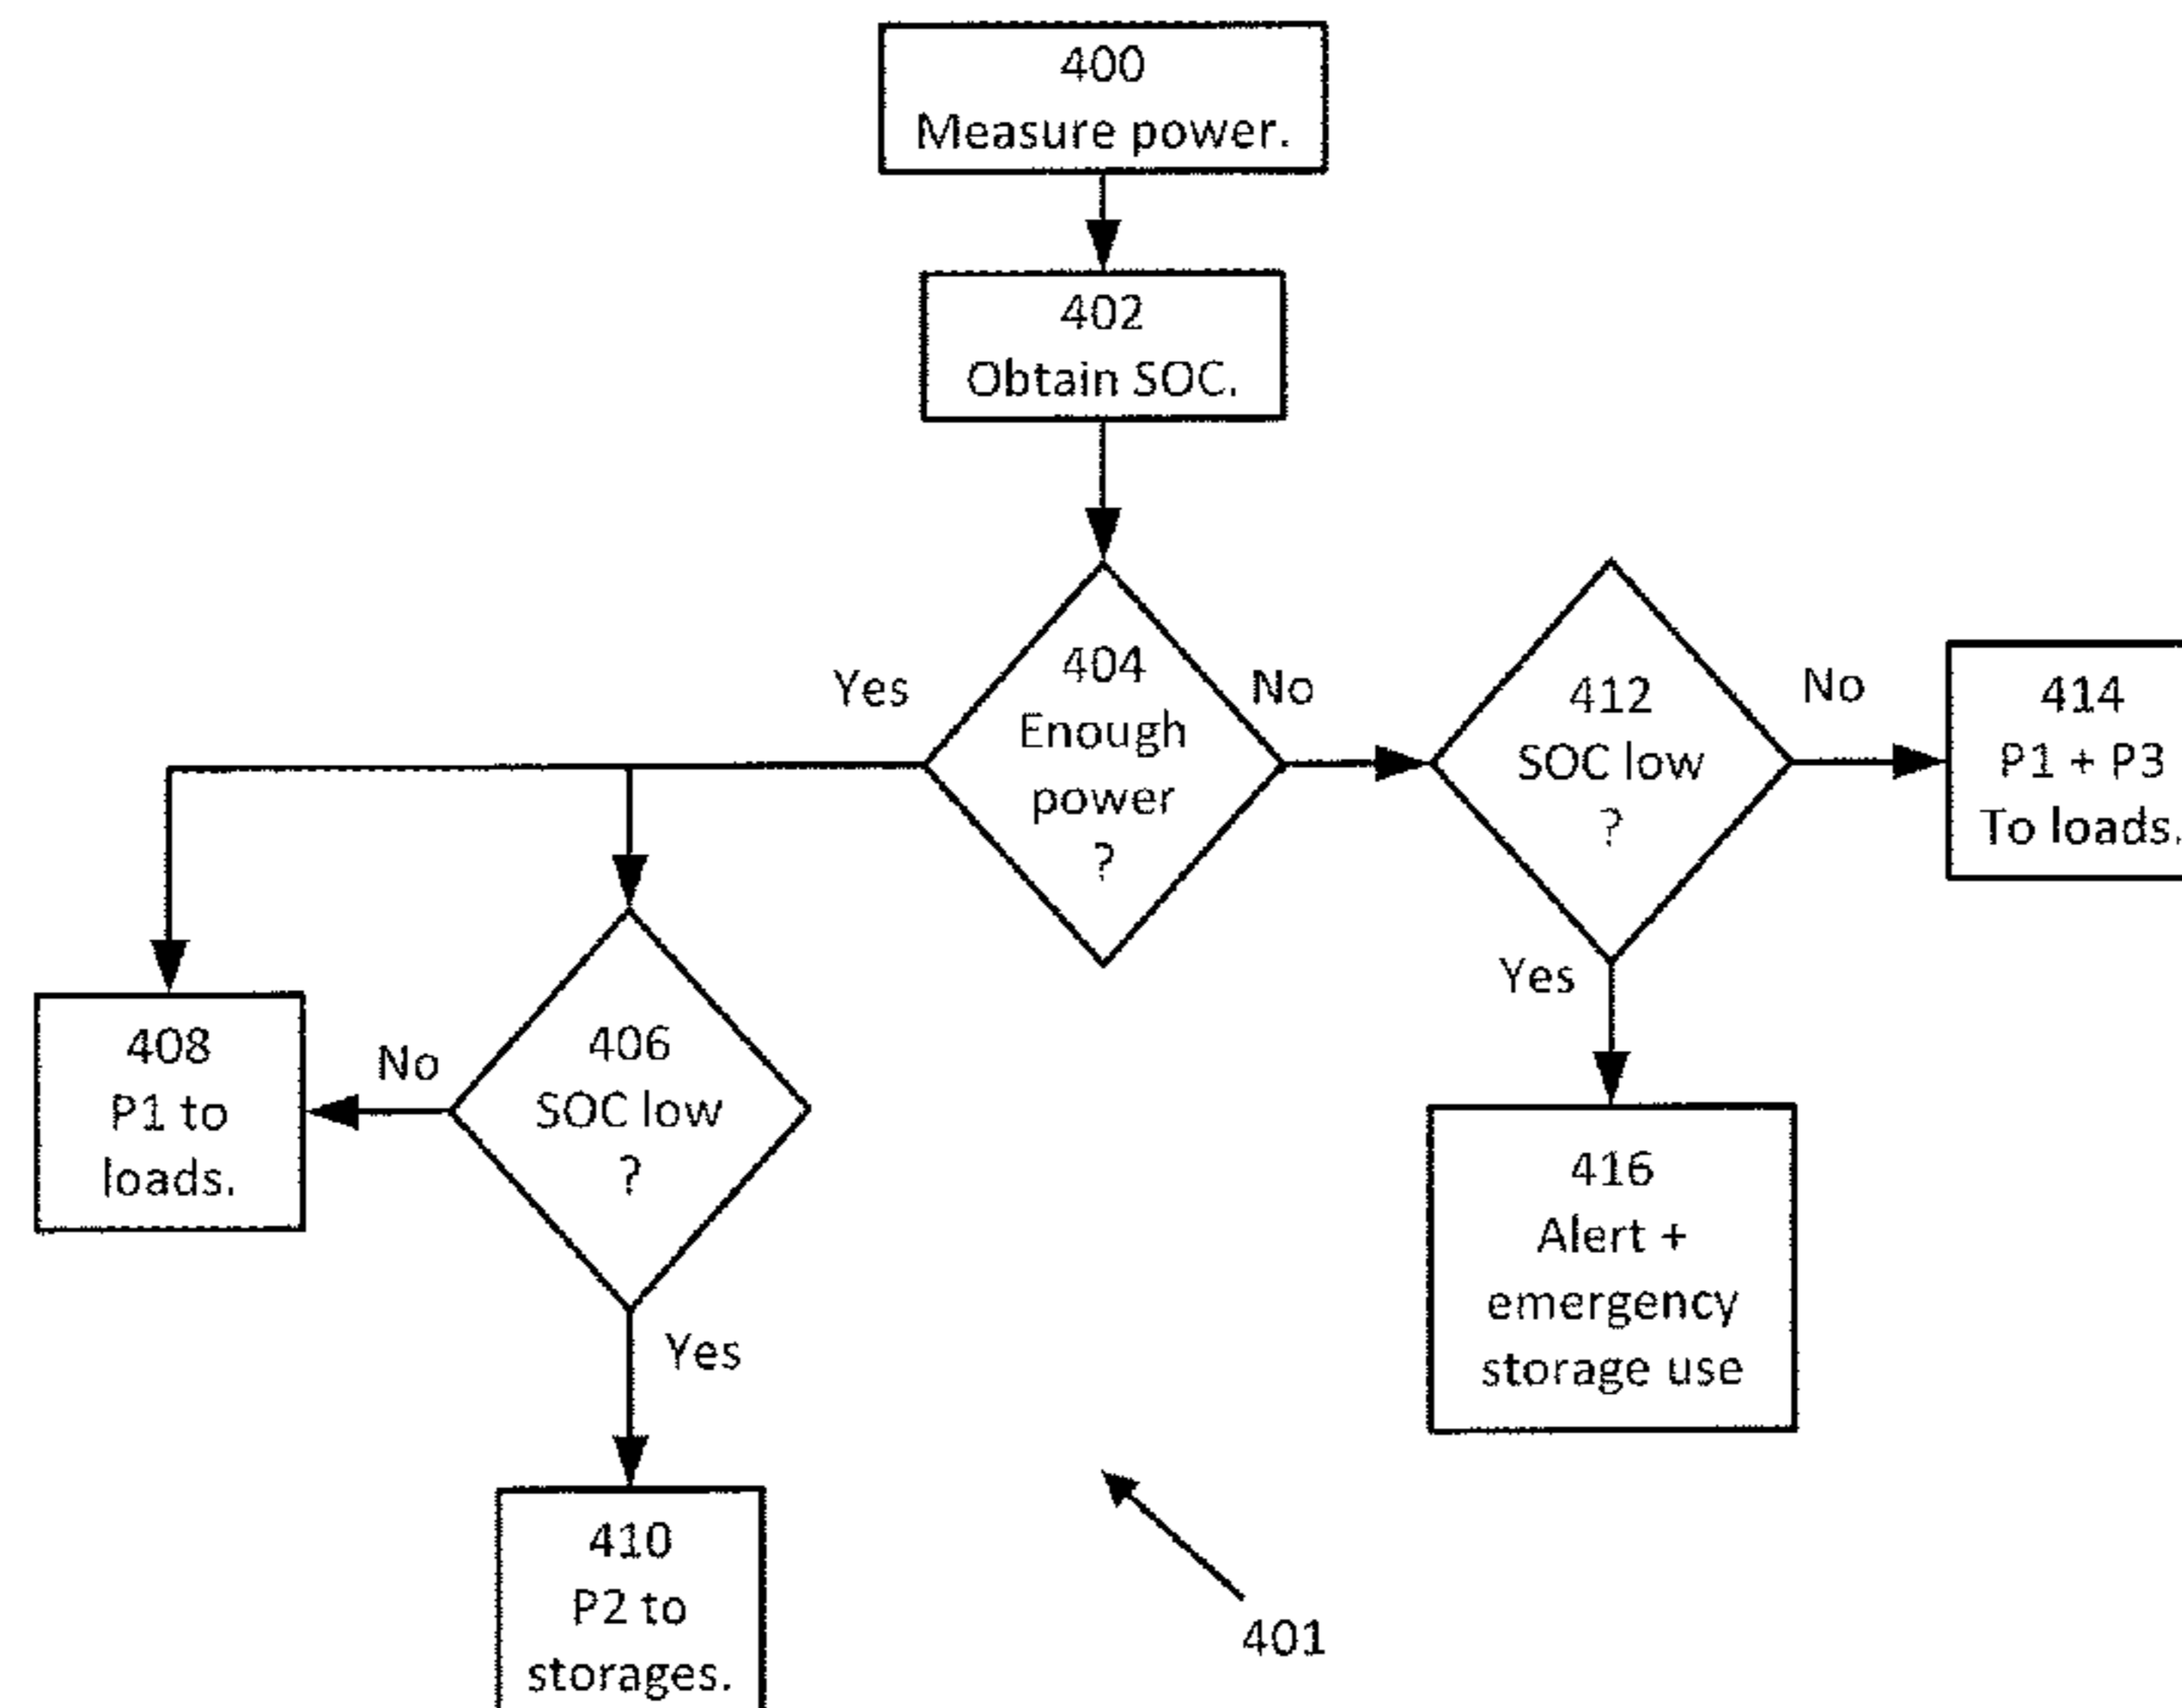 400
Measure power.
402
Obtain SOC.
404
Enough
power
?
Yes
No
412
SOC low
?
No
414
P1 + P3
To loads.
Yes
416
Alert +
emergency
storage use
406
SOC low
?
No
408
P1 to
loads.
Yes
410
P2 to
storages.
401